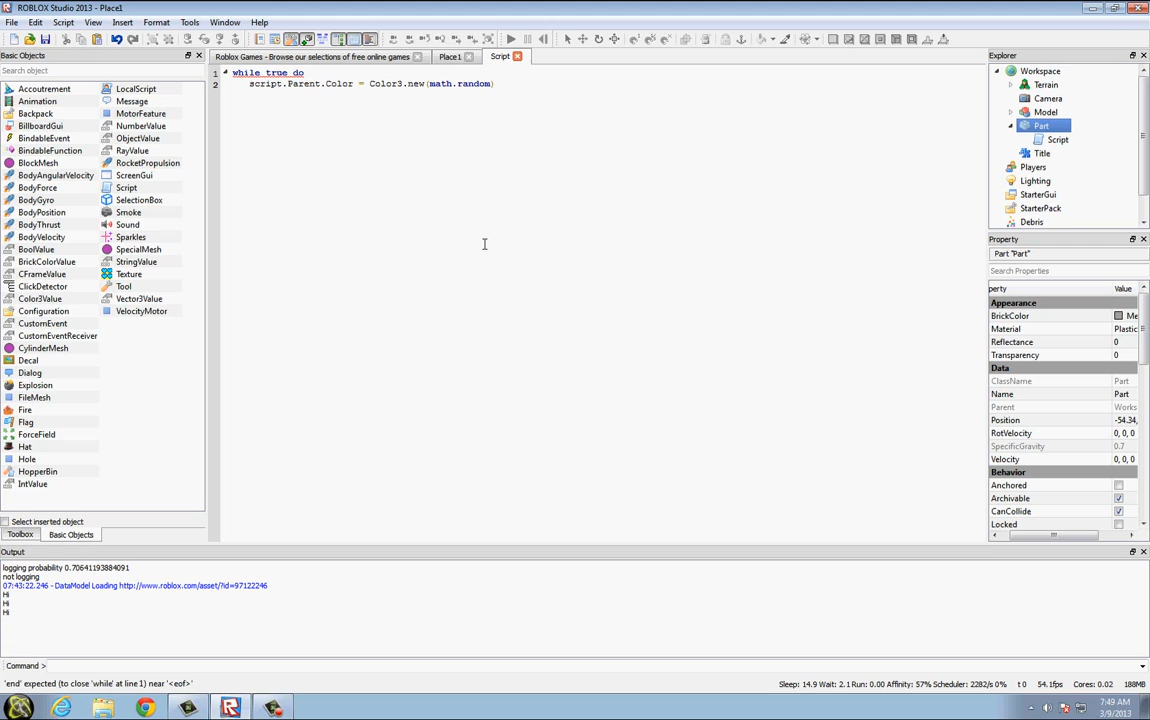 ROBLOX Studio 2013 - Place1
File Edit Script View Insert Format Tools Window Help
Basic Objects
Search object
Accoutrement LocalScript
Animation Message
Backpack MotorFeature
BillboardGui NumberValue
BindableEvent ObjectValue
BindableFunction RayValue
BlockMesh RocketPropulsion
BodyAngularVelocity ScreenGui
BodyForce Script
BodyGyro SelectionBox
BodyPosition Smoke
BodyThrust Sound
BodyVelocity Sparkles
BoolValue SpecialMesh
BrickColorValue StringValue
CFrameValue Texture
ClickDetector Tool
Color3Value Vector3Value
Configuration VelocityMotor
CustomEvent
CustomEventReceiver
CylinderMesh
Decal
Dialog
Explosion
FileMesh
Fire
Flag
ForceField
Hat
Hole
HopperBin
IntValue
Select inserted object
Toolbox Basic Objects
Roblox Games - Browse our selections of free online games Place1 Script
1 while true do
2 script.Parent.Color = Color3.new(math.random)
Explorer
Workspace
Terrain
Camera
Model
Part
Script
Title
Players
Lighting
StarterGui
StarterPack
Debris
Property
Part "Part"
Search Properties
perty Value
Appearance
BrickColor Me
Material Plastic
Reflectance 0
Transparency 0
Data
ClassName Part
Name Part
Parent Works
Position -54.34,
RotVelocity 0, 0, 0
SpecificGravity 0.7
Velocity 0, 0, 0
Behavior
Anchored
Archivable
CanCollide
Locked
Output
logging probability 0.70641193884091
not logging
07:43:22.246 - DataModel Loading http://www.roblox.com/asset/?id=97122246
Hi
Hi
Hi
Command >
'end' expected (to close 'while' at line 1) near '<eof>'
Sleep: 14.9 Wait: 2.1 Run: 0.00 Affinity: 57% Scheduler: 2282/s 0% t 0 54.1fps Cores: 0.02 188MB
7:49 AM
3/9/2013